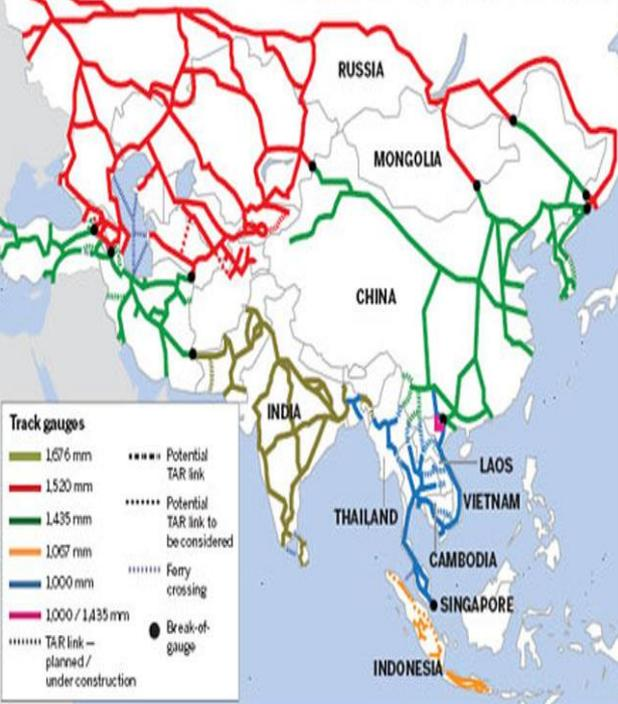 RUSSIA
MONGOLIA
CHINA
INDIA
LAOS
THAILAND
VIETNAM
CAMBODIA
SINGAPORE
INDONESIA
Track gauges
1,676 mm
1,520 mm
1,435 mm
1,067 mm
1,000 mm
1,000 / 1,435 mm
TAR link —
planned /
under construction
Potential
TAR link
Potential
TAR link to
be considered
Ferry
crossing
Break-of-
gauge